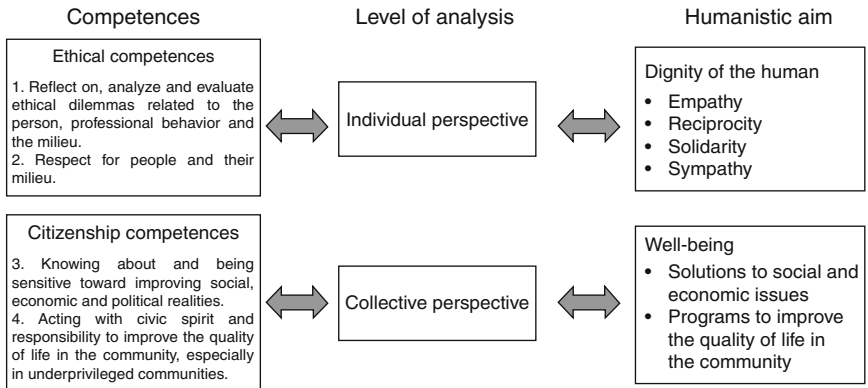 Competences
Level of analysis
Humanistic aim
Ethical competences
1. Reflect on, analyze and evaluate
ethical dilemmas related to the
person, professional behavior and
the milieu.
2. Respect for people and their
milieu.
Individual perspective
Dignity of the human
• Empathy
• Reciprocity
• Solidarity
• Sympathy
Citizenship competences
3. Knowing about and being
sensitive toward improving social,
economic and political realities.
4. Acting with civic spirit and
responsibility to improve the quality
of life in the community, especially
in underprivileged communities.
Collective perspective
Well-being
• Solutions to social and
economic issues
• Programs to improve
the quality of life in
the community